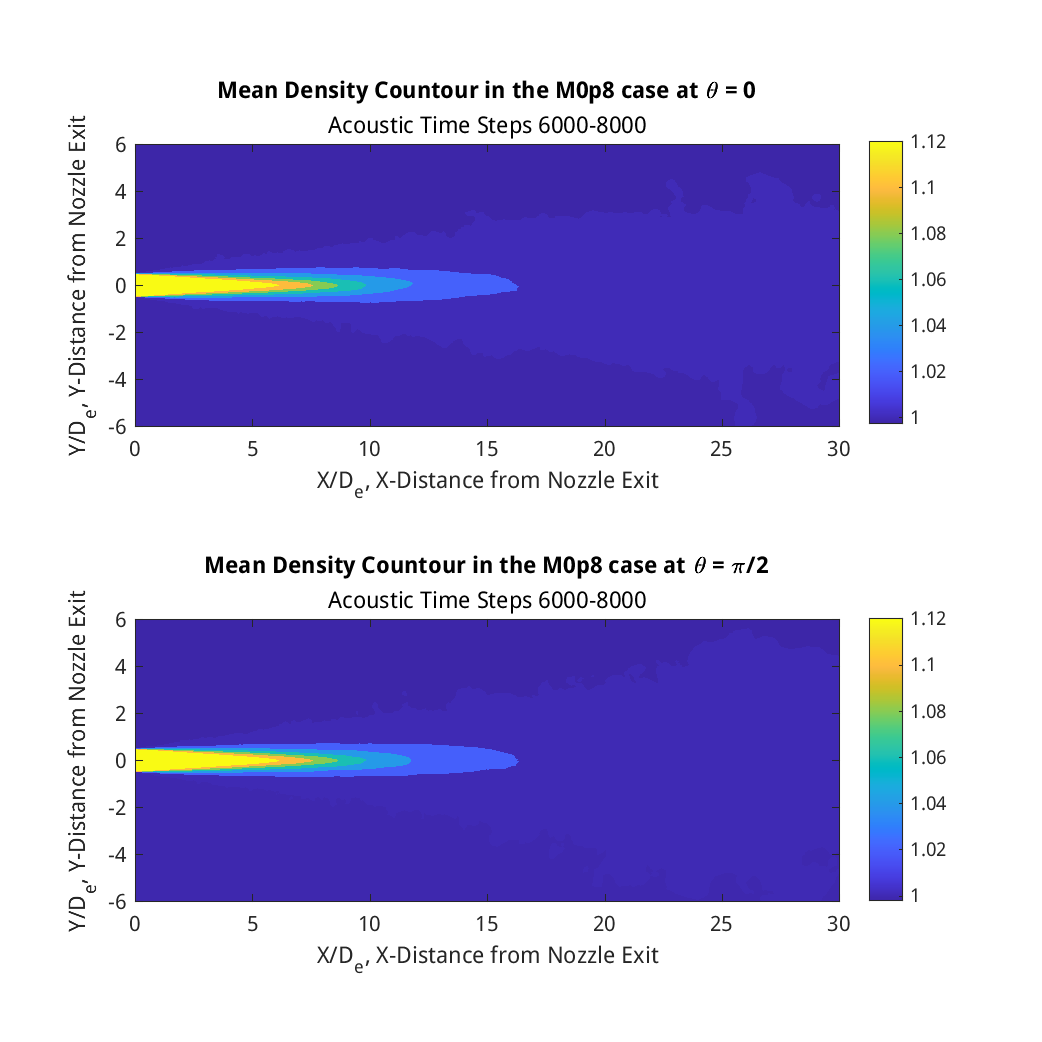 Mean Density Countour in the M0p8 case at θ = 0
Acoustic Time Steps 6000-8000
Y/De, Y-Distance from Nozzle Exit
6
4
2
0
-2
-4
-6
0 5 10 15 20 25 30
X/De, X-Distance from Nozzle Exit
1.12
1.1
1.08
1.06
1.04
1.02
1
Mean Density Countour in the M0p8 case at θ = π/2
Acoustic Time Steps 6000-8000
Y/De, Y-Distance from Nozzle Exit
6
4
2
0
-2
-4
-6
0 5 10 15 20 25 30
X/De, X-Distance from Nozzle Exit
1.12
1.1
1.08
1.06
1.04
1.02
1